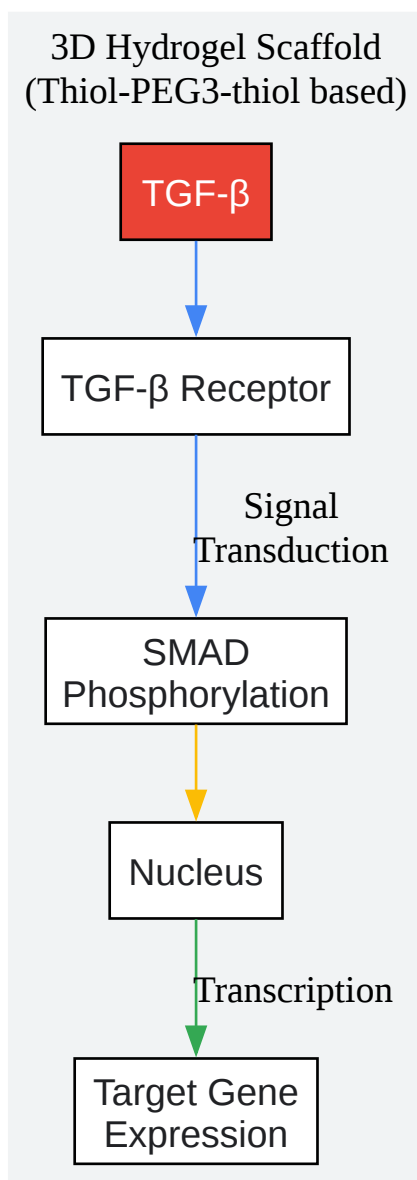 3D Hydrogel Scaffold
(Thiol-PEG3-thiol based)
TGF-β
TGF-β Receptor
Signal
Transduction
SMAD
Phosphorylation
Nucleus
Transcription
Target Gene
Expression